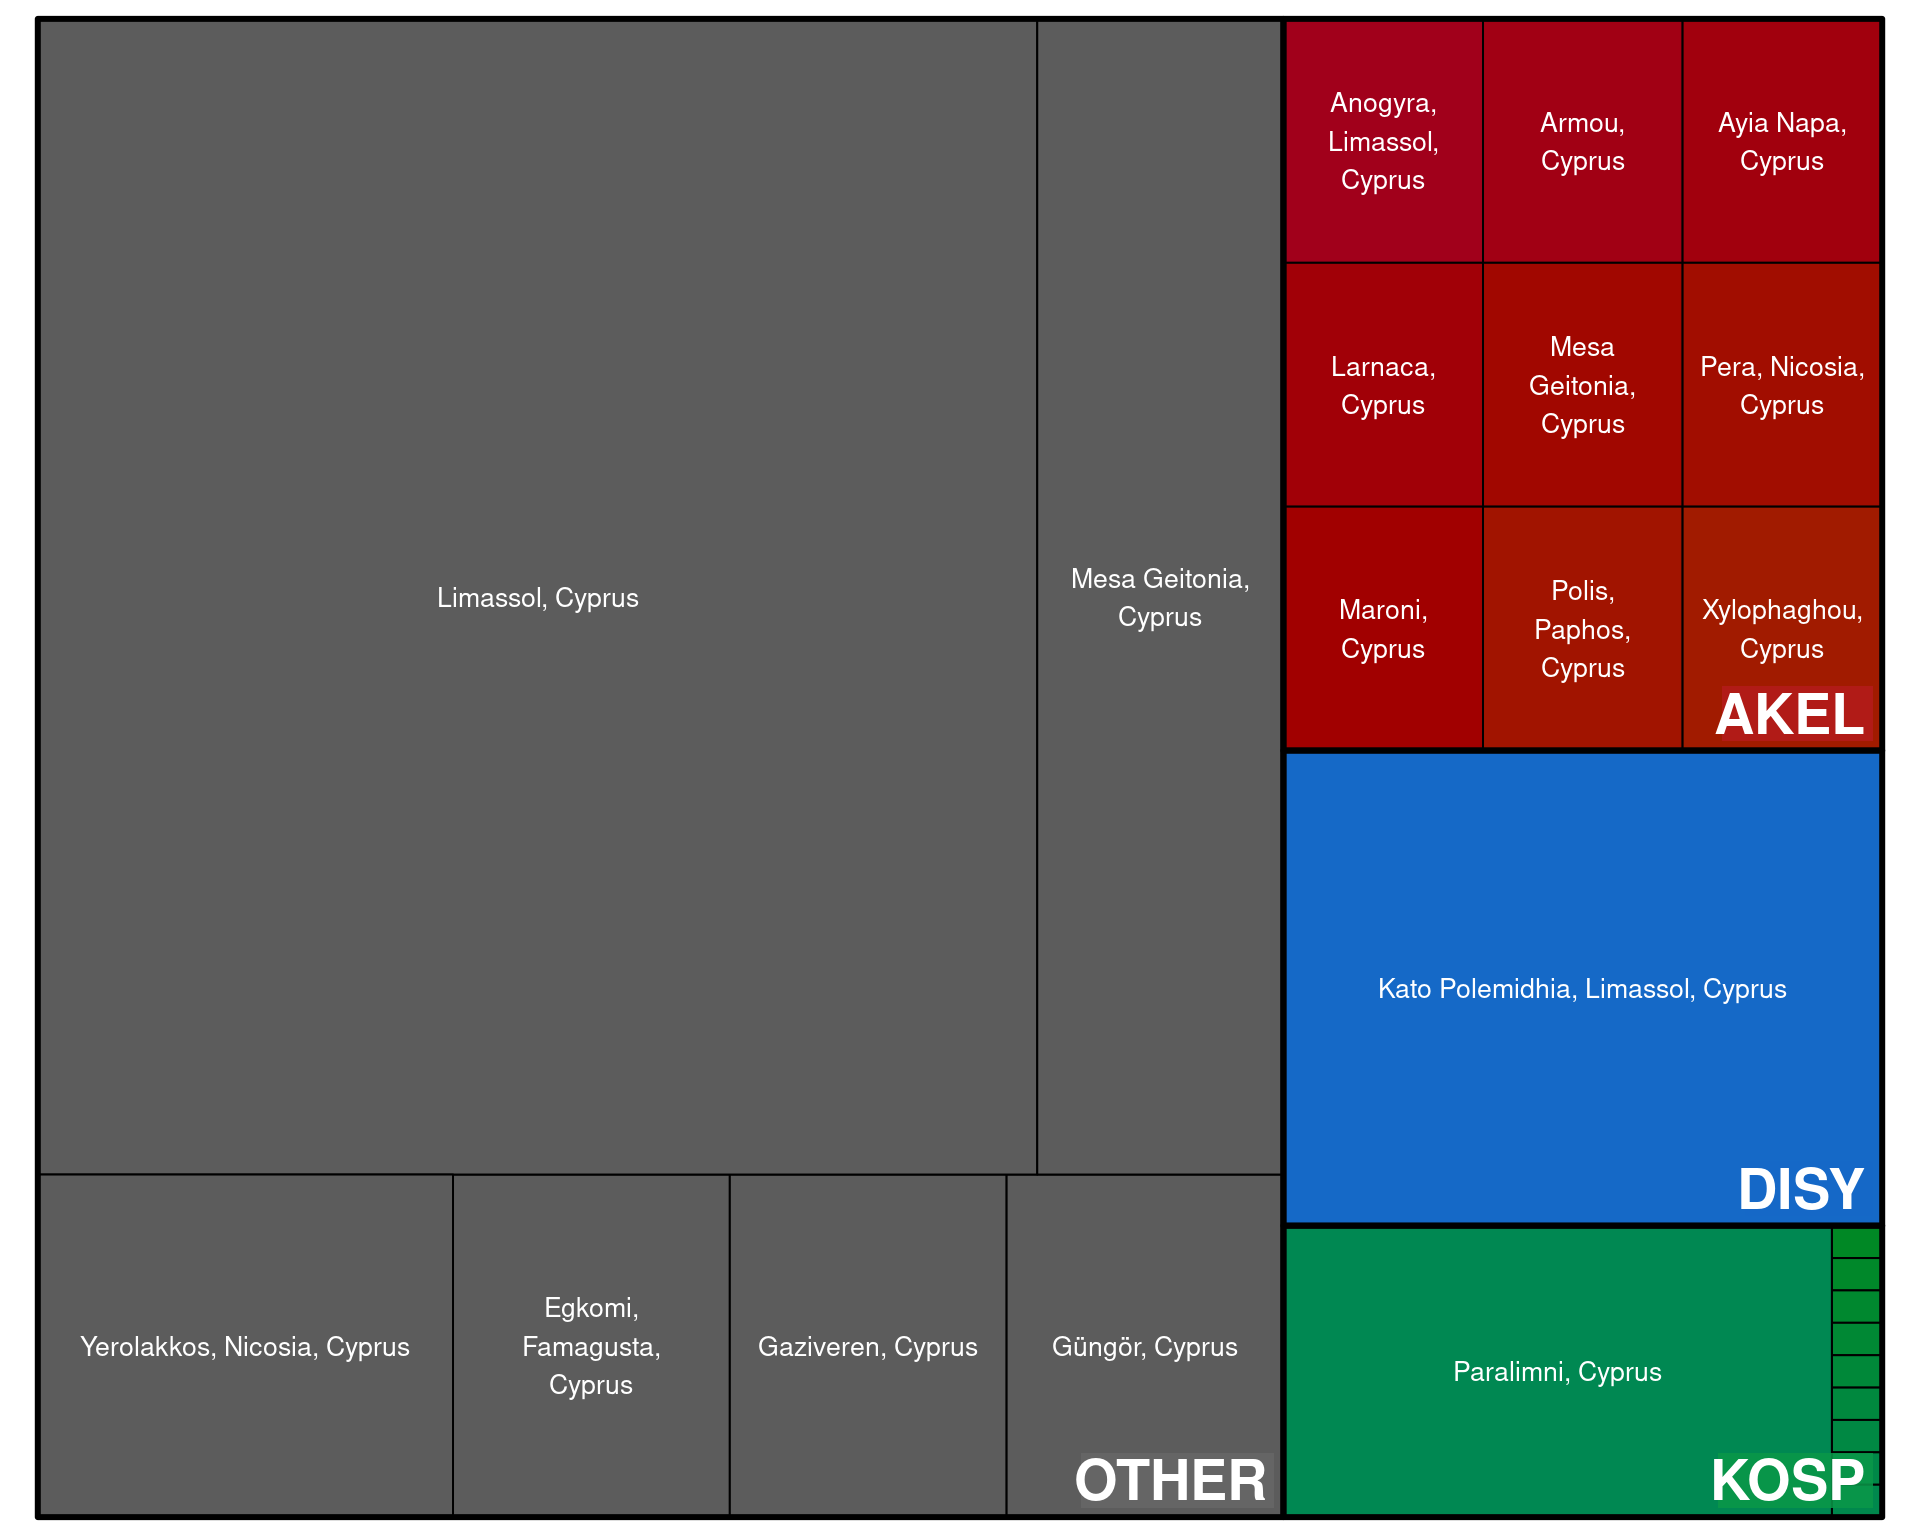 Limassol, Cyprus
Mesa Geitonia,
Cyprus
Yerolakkos, Nicosia, Cyprus
Egkomi,
Famagusta,
Cyprus
Gaziveren, Cyprus
Güngör, Cyprus
OTHER
Anogyra,
Limassol,
Cyprus
Armou,
Cyprus
Ayia Napa,
Cyprus
Larnaca,
Cyprus
Mesa
Geitonia,
Cyprus
Pera, Nicosia,
Cyprus
Maroni,
Cyprus
Polis,
Paphos,
Cyprus
Xylophaghou,
Cyprus
AKEL
Kato Polemidhia, Limassol, Cyprus
DISY
Paralimni, Cyprus
KOSP